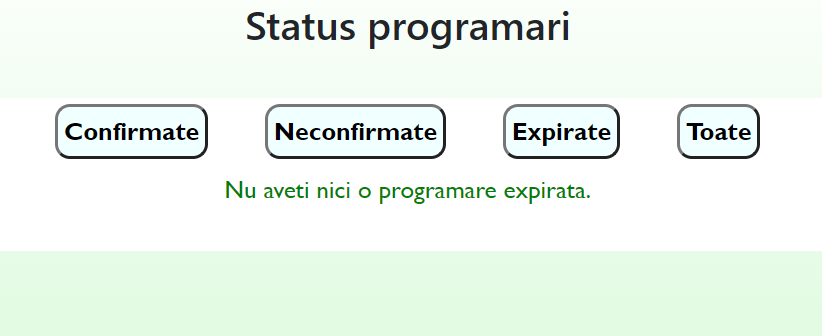 Status programari
Confirmate Neconfirmate Expirate Toate
Nu aveti nici o programare expirata.